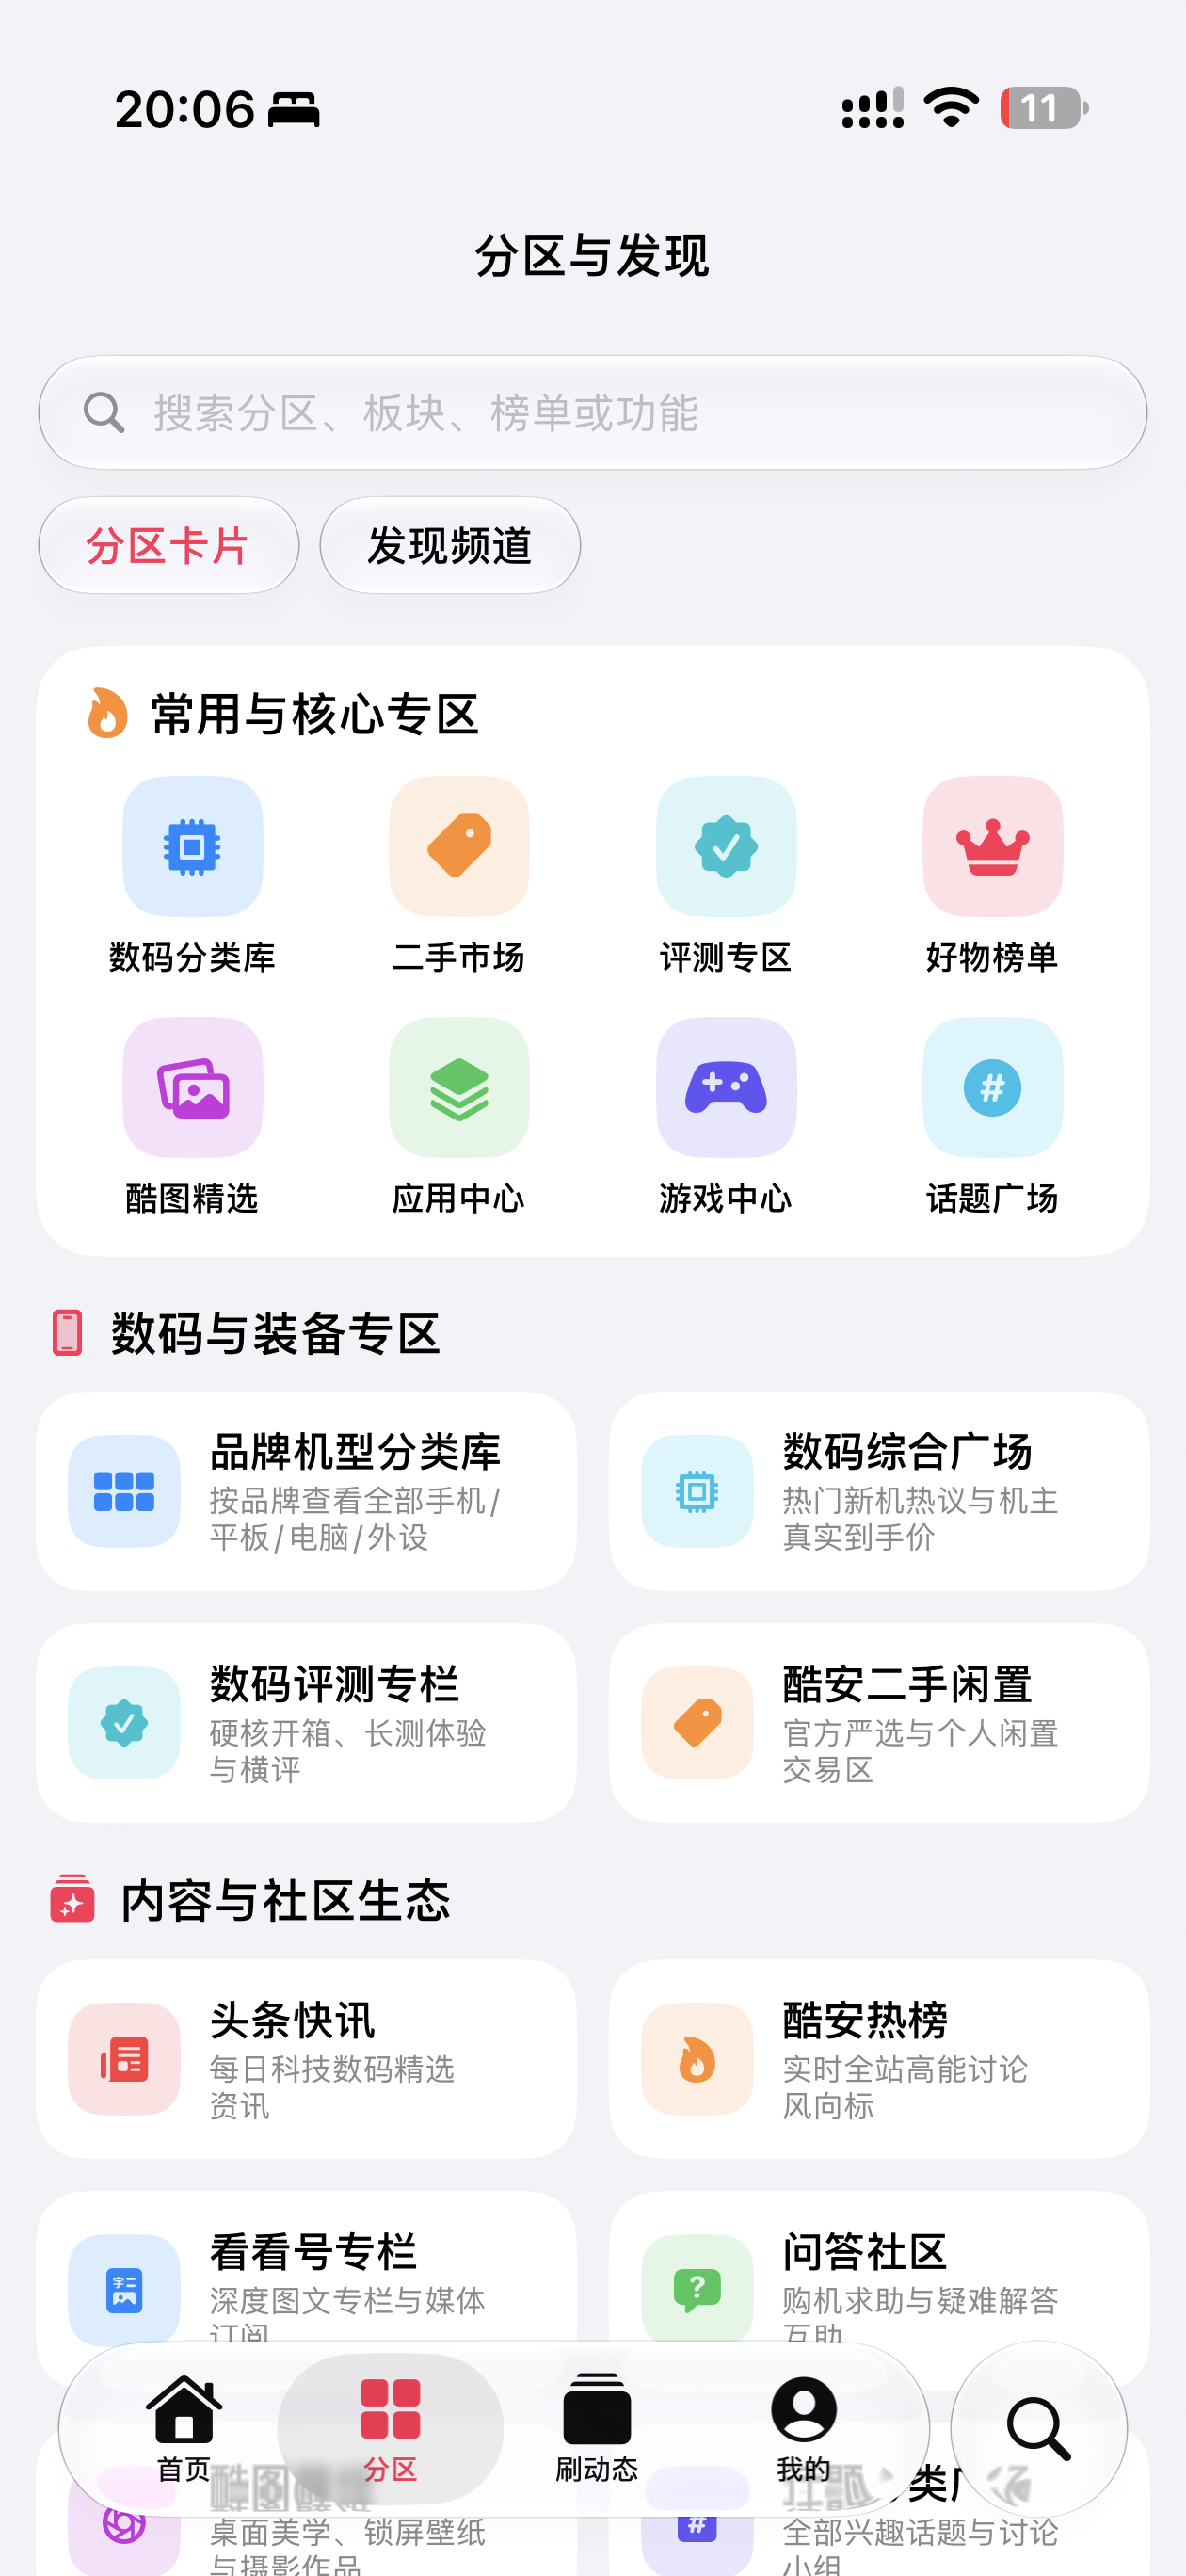 20:06
11
分区与发现
搜索分区、板块、榜单或功能
分区卡片
发现频道
常用与核心专区
数码分类库
二手市场
评测专区
好物榜单
酷图精选
应用中心
游戏中心
话题广场
数码与装备专区
品牌机型分类库
按品牌查看全部手机/
平板/电脑/外设
数码综合广场
热门新机热议与机主
真实到手价
数码评测专栏
硬核开箱、长测体验
与横评
酷安二手闲置
官方严选与个人闲置
交易区
内容与社区生态
头条快讯
每日科技数码精选
资讯
酷安热榜
实时全站高能讨论
风向标
看看号专栏
深度图文专栏与媒体
订阅
问答社区
购机求助与疑难解答
互助
桌面美学、锁屏壁纸
与摄影作品
全部兴趣话题与讨论
小组
首页
分区
刷动态
我的